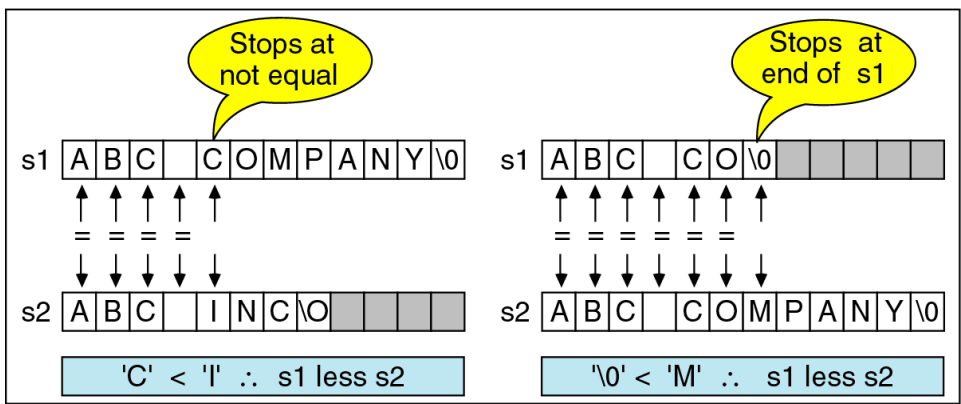 Stops at
not equal
s1 A B C C O M P A N Y \0
= = = =
s2 A B C I N C \O
'C' < 'I' ∴ s1 less s2
Stops at
end of s1
s1 A B C C O \0
= = = = = =
s2 A B C C O M P A N Y \0
'\0' < 'M' ∴ s1 less s2